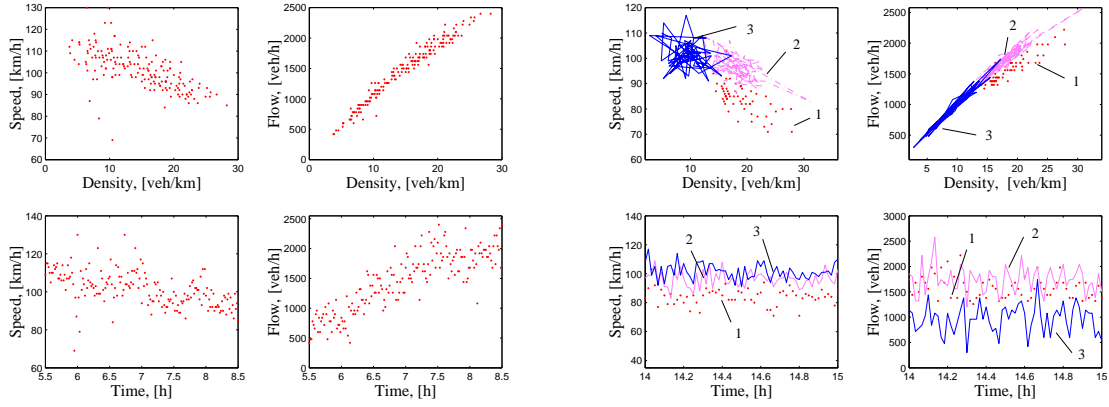 130
120
110
100
90
80
70
60
Speed, [km/h]
0 10 20 30
Density, [veh/km]
2500
2000
1500
1000
500
0
Flow, [veh/h]
0 10 20 30
Density, [veh/km]
120
110
100
90
80
70
60
Speed, [km/h]
3
2
1
0 10 20 30
Density, [veh/km]
2500
2000
1500
1000
500
Flow, [veh/h]
2
1
3
5 10 15 20 25 30
Density, [veh/km]
140
120
100
80
60
Speed, [km/h]
5.5 6 6.5 7 7.5 8 8.5
Time, [h]
2500
2000
1500
1000
500
0
Flow, [veh/h]
5.5 6 6.5 7 7.5 8 8.5
Time, [h]
140
120
100
80
60
40
Speed, [km/h]
2
3
1
14 14.2 14.4 14.6 14.8 15
Time, [h]
3000
2500
2000
1500
1000
500
0
Flow, [veh/h]
1
2
3
14 14.2 14.4 14.6 14.8 15
Time, [h]